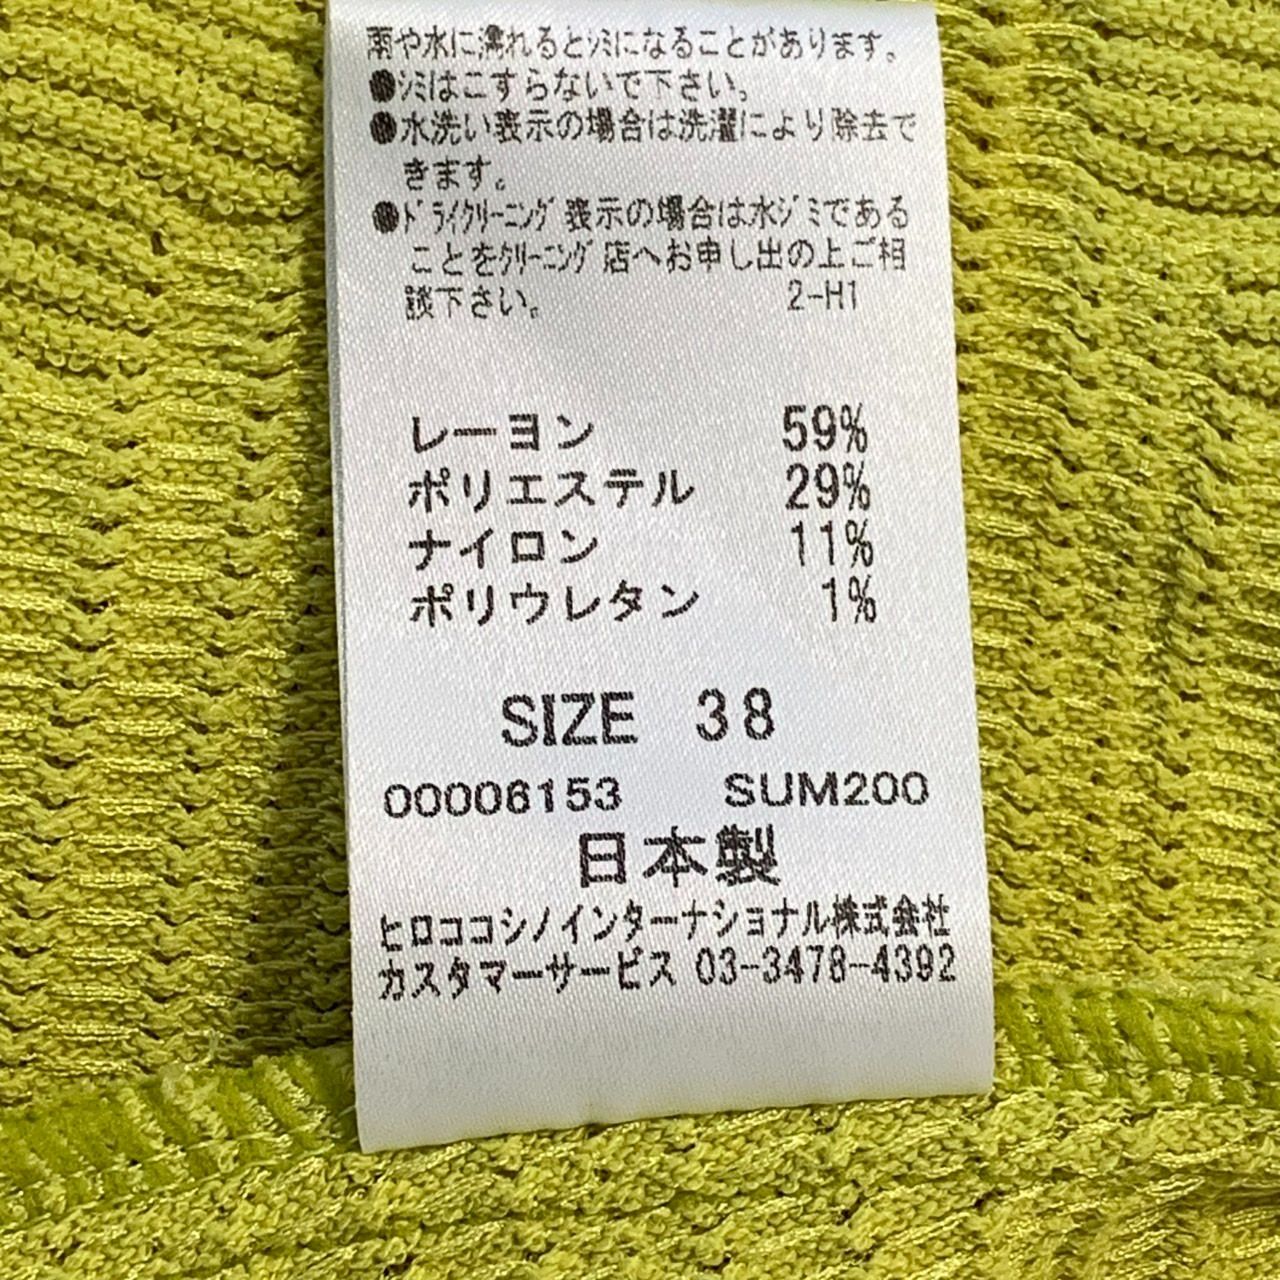 雨や水に濡れるとシミになることがあります。
●シミはこすらないで下さい。
●水洗い表示の場合は洗濯により除去で
きます。
●ドライクリーニング表示の場合は水ジミである
ことをクリーニング店へお申し出の上ご相
談下さい。 2-H1
レーヨン 59%
ポリエステル 29%
ナイロン 11%
ポリウレタン 1%
SIZE 38
00006153 SUM200
日本製
ヒロココシノインターナショナル株式会社
カスタマーサービス 03-3478-4392